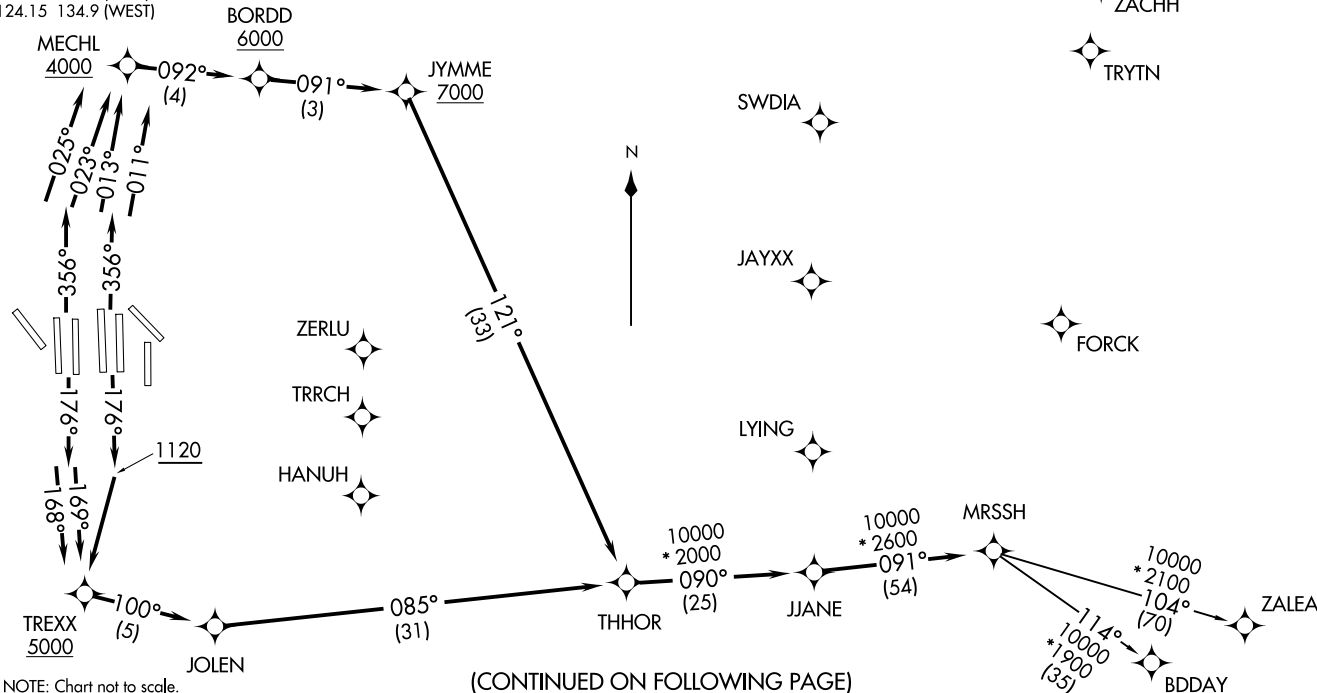 124.15 134.9 (WEST)
ZACHH
BORDD
6000
MECHL
4000
JYMME
7000
TRYTN
092°
(4)
091°
(3)
SWDIA
025°
023°
013°
011°
N
356°
356°
JAYXX
121°
(33)
ZERLU
FORCK
TRRCH
176°
176°
LYING
1120
HANUH
168°
169°
MRSSH
10000
*2000
090°
(25)
10000
*2600
091°
(54)
10000
*2100
104°
(70)
TREXX
5000
100°
(5)
085°
(31)
THHOR
JJANE
ZALEA
114°
10000
*1900
(35)
JOLEN
BDDAY
NOTE: Chart not to scale.
(CONTINUED ON FOLLOWING PAGE)